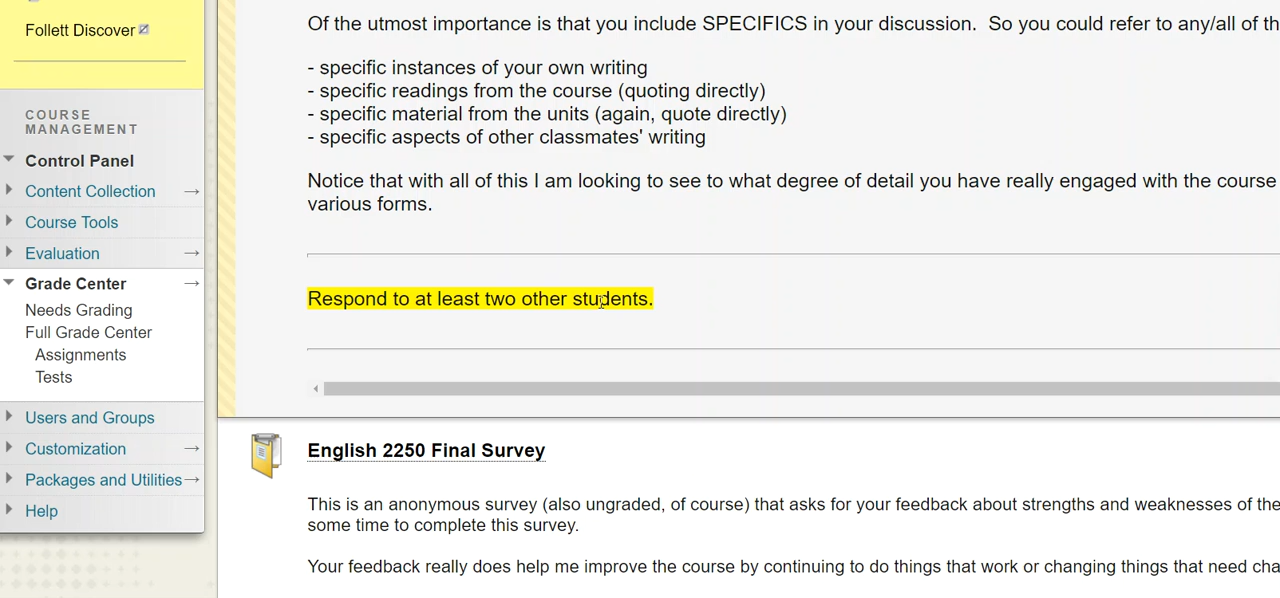 Follett Discover
COURSE
MANAGEMENT
Control Panel
Content Collection
Course Tools
Evaluation
Grade Center
Needs Grading
Full Grade Center
Assignments
Tests
Users and Groups
Customization
Packages and Utilities
Help
Of the utmost importance is that you include SPECIFICS in your discussion.  So you could refer to any/all of th
- specific instances of your own writing
- specific readings from the course (quoting directly)
- specific material from the units (again, quote directly)
- specific aspects of other classmates' writing
Notice that with all of this I am looking to see to what degree of detail you have really engaged with the course
various forms.
Respond to at least two other students.
English 2250 Final Survey
This is an anonymous survey (also ungraded, of course) that asks for your feedback about strengths and weaknesses of the
some time to complete this survey.
Your feedback really does help me improve the course by continuing to do things that work or changing things that need cha